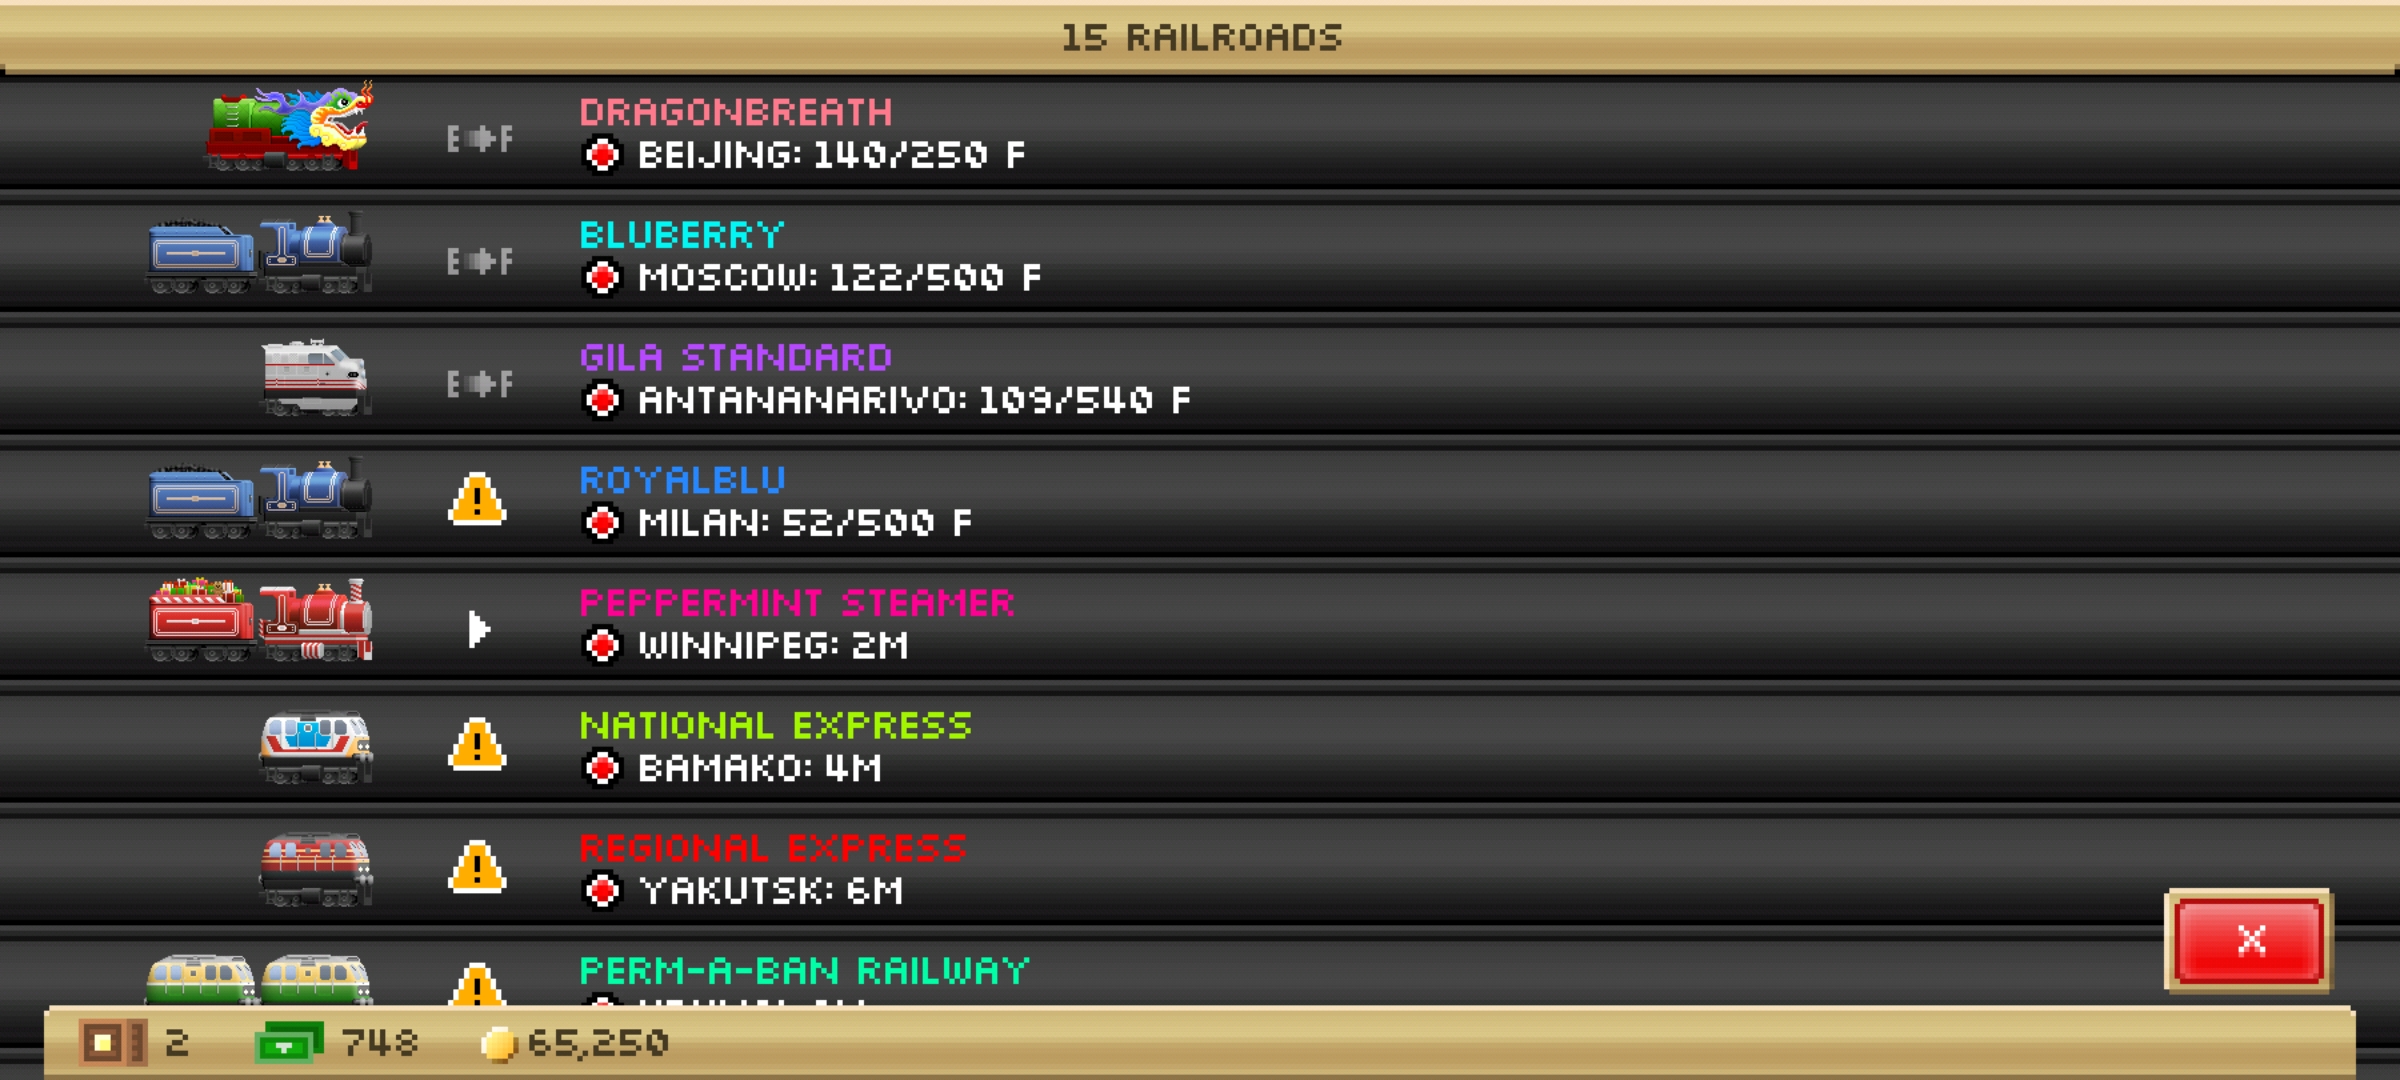 15 RAILROADS
E F
DRAGONBREATH
BEIJING: 140/250 F
E F
BLUBERRY
MOSCOW: 122/500 F
E F
GILA STANDARD
ANTANANARIVO: 109/540 F
ROYALBLU
MILAN: 52/500 F
PEPPERMINT STEAMER
WINNIPEG: 2M
NATIONAL EXPRESS
BAMAKO: 4M
REGIONAL EXPRESS
YAKUTSK: 6M
X
PERM-A-BAN RAILWAY
2 748 65,250